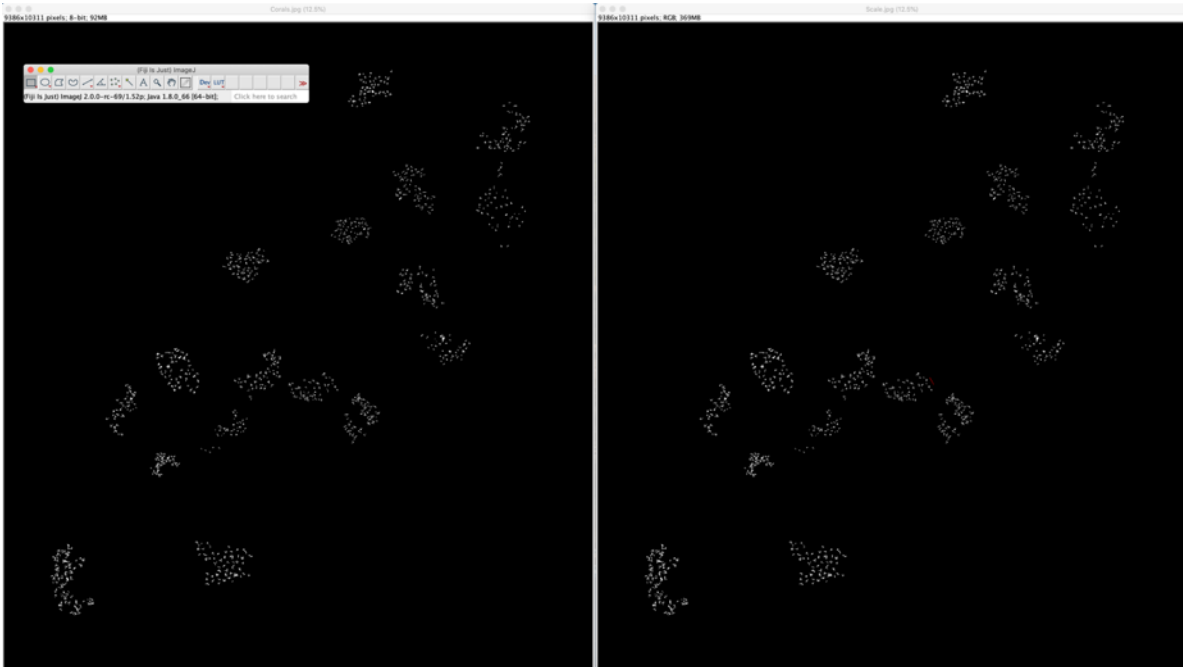 Corals.jpg (12.5%)
9386x10311 pixels; 8-bit; 92MB
(Fiji Is Just) ImageJ
A Dev LUT >>
(Fiji Is Just) ImageJ 2.0.0-rc-69/1.52p; Java 1.8.0_66 [64-bit]; Click here to search
Scale.jpg (12.5%)
9386x10311 pixels; RGB; 369MB